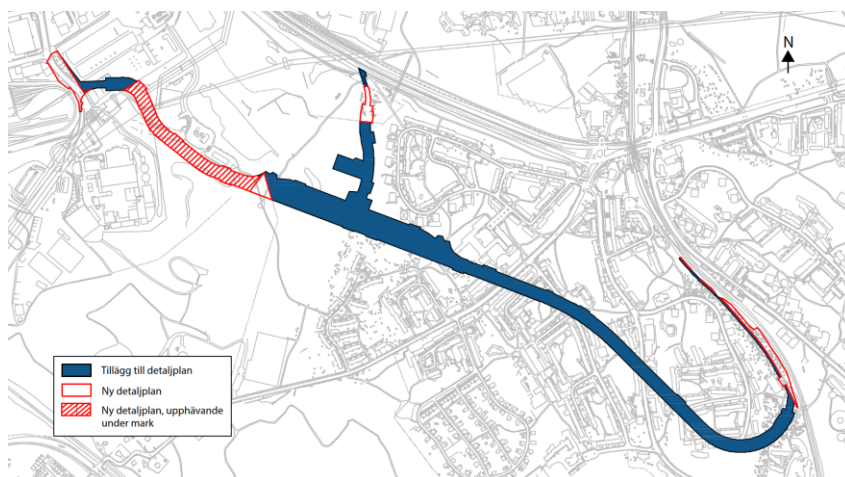 N
Tillägg till detaljplan
Ny detaljplan
Ny detaljplan, upphävande
under mark